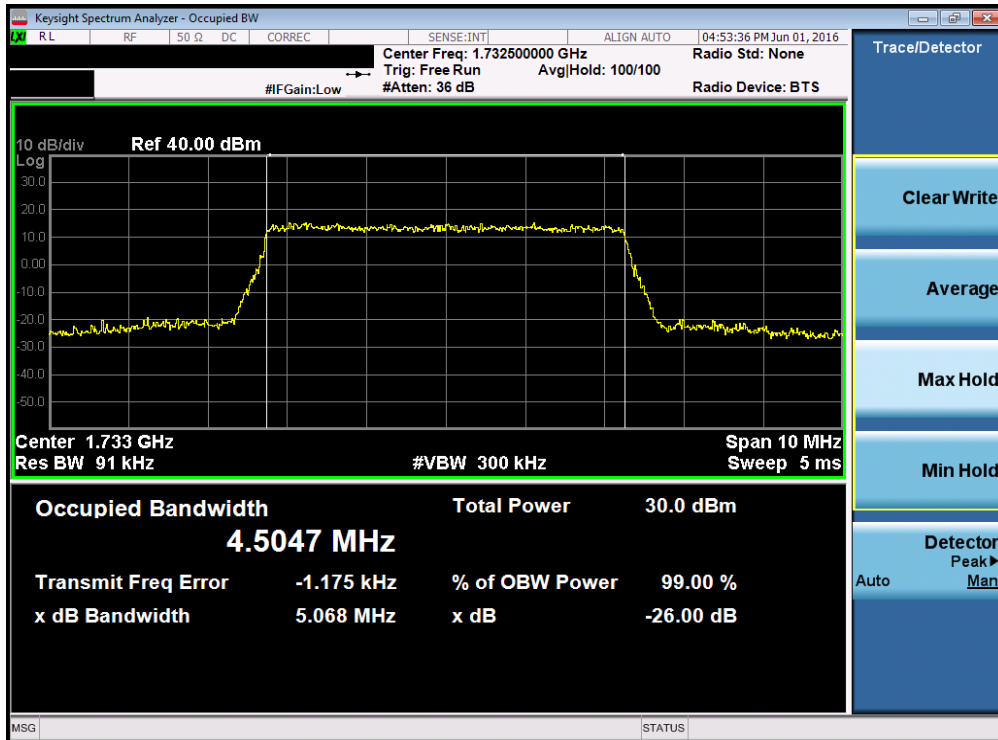 Keysight Spectrum Analyzer - Occupied BW
LXI RL RF 50 Ω DC CORREC SENSE:INT ALIGN AUTO 04:53:36 PM Jun 01, 2016
Center Freq: 1.732500000 GHz Radio Std: None
Trig: Free Run Avg|Hold: 100/100
#IFGain:Low #Atten: 36 dB Radio Device: BTS
10 dB/div Ref 40.00 dBm
Log
30.0
20.0
10.0
0.00
-10.0
-20.0
-30.0
-40.0
-50.0
Center 1.733 GHz Span 10 MHz
Res BW 91 kHz #VBW 300 kHz Sweep 5 ms
Occupied Bandwidth Total Power 30.0 dBm
4.5047 MHz
Transmit Freq Error -1.175 kHz % of OBW Power 99.00 %
x dB Bandwidth 5.068 MHz x dB -26.00 dB
MSG STATUS
Trace/Detector
Clear Write
Average
Max Hold
Min Hold
Detector
Peak▶
Auto Man